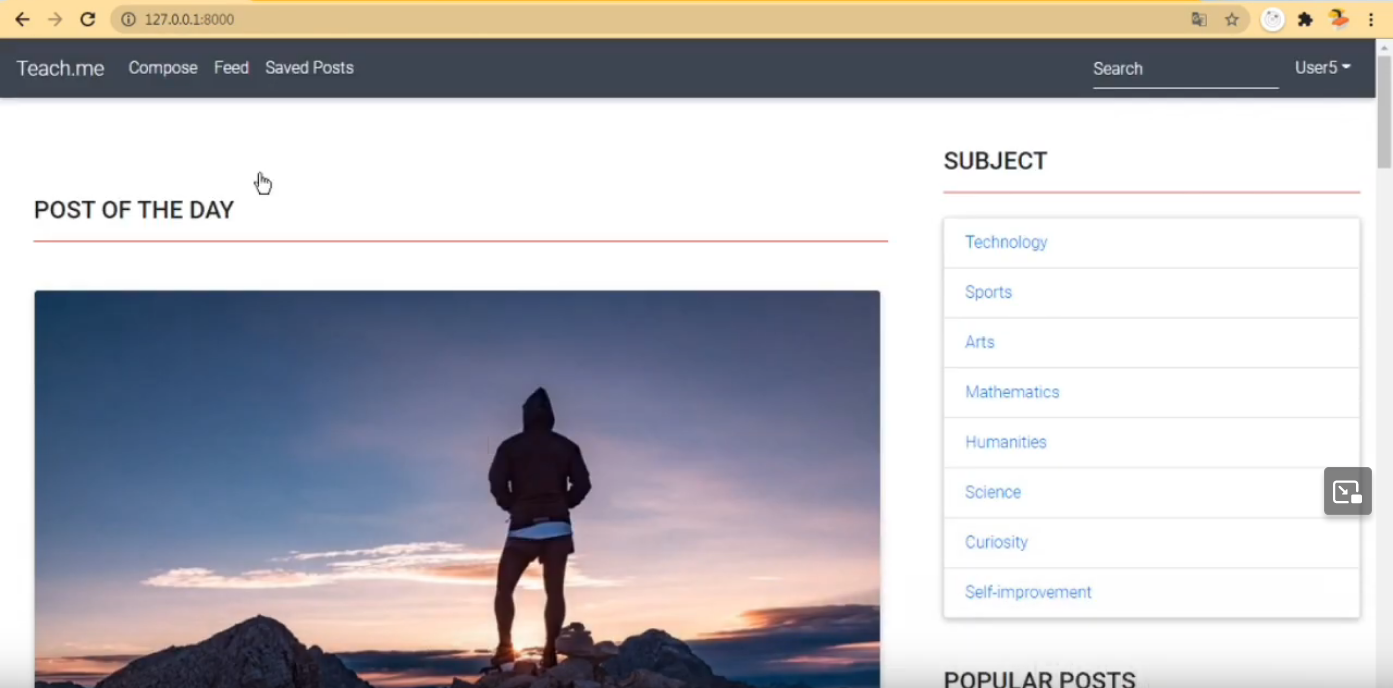 127.0.0.1:8000
Teach.me Compose Feed Saved Posts Search User5
POST OF THE DAY
SUBJECT
Technology
Sports
Arts
Mathematics
Humanities
Science
Curiosity
Self-improvement
POPULAR POSTS